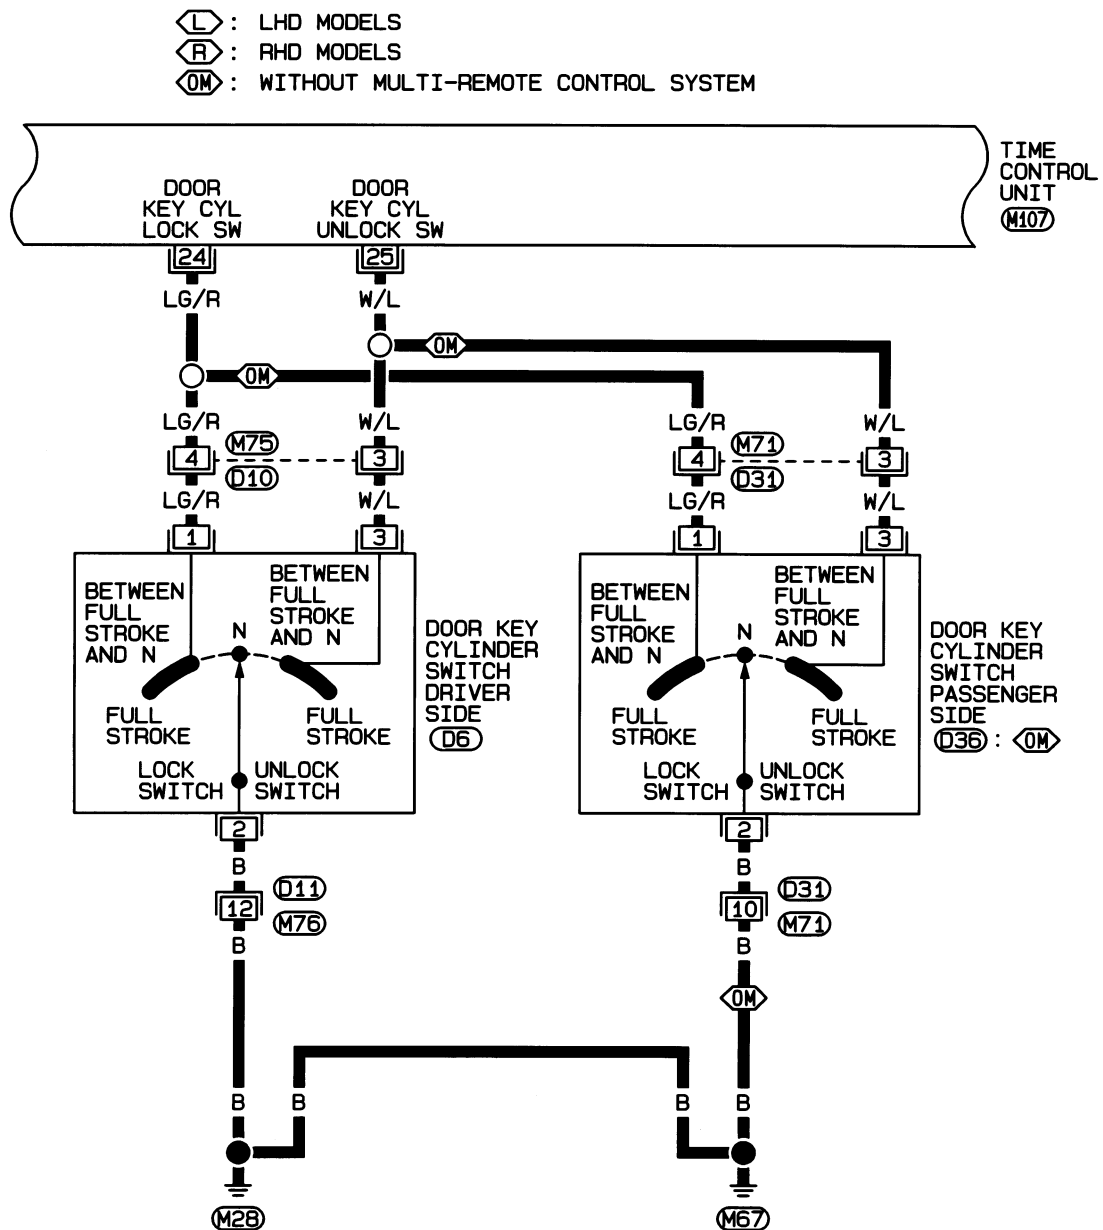 L : LHD MODELS
R : RHD MODELS
OM : WITHOUT MULTI-REMOTE CONTROL SYSTEM
TIME
CONTROL
UNIT
M107
DOOR
KEY CYL
LOCK SW
DOOR
KEY CYL
UNLOCK SW
24
25
LG/R
W/L
OM
OM
LG/R
W/L
LG/R
W/L
4
M75
D10
3
4
M71
D31
3
LG/R
W/L
LG/R
W/L
1
3
1
3
BETWEEN
FULL
STROKE
AND N
BETWEEN
FULL
STROKE
AND N
N
FULL
STROKE
FULL
STROKE
LOCK
SWITCH
UNLOCK
SWITCH
DOOR KEY
CYLINDER
SWITCH
DRIVER
SIDE
D6
BETWEEN
FULL
STROKE
AND N
BETWEEN
FULL
STROKE
AND N
N
FULL
STROKE
FULL
STROKE
LOCK
SWITCH
UNLOCK
SWITCH
DOOR KEY
CYLINDER
SWITCH
PASSENGER
SIDE
D36 : OM
2
2
B
B
12
D11
M76
10
D31
M71
B
B
OM
B
B
B
B
M28
M67